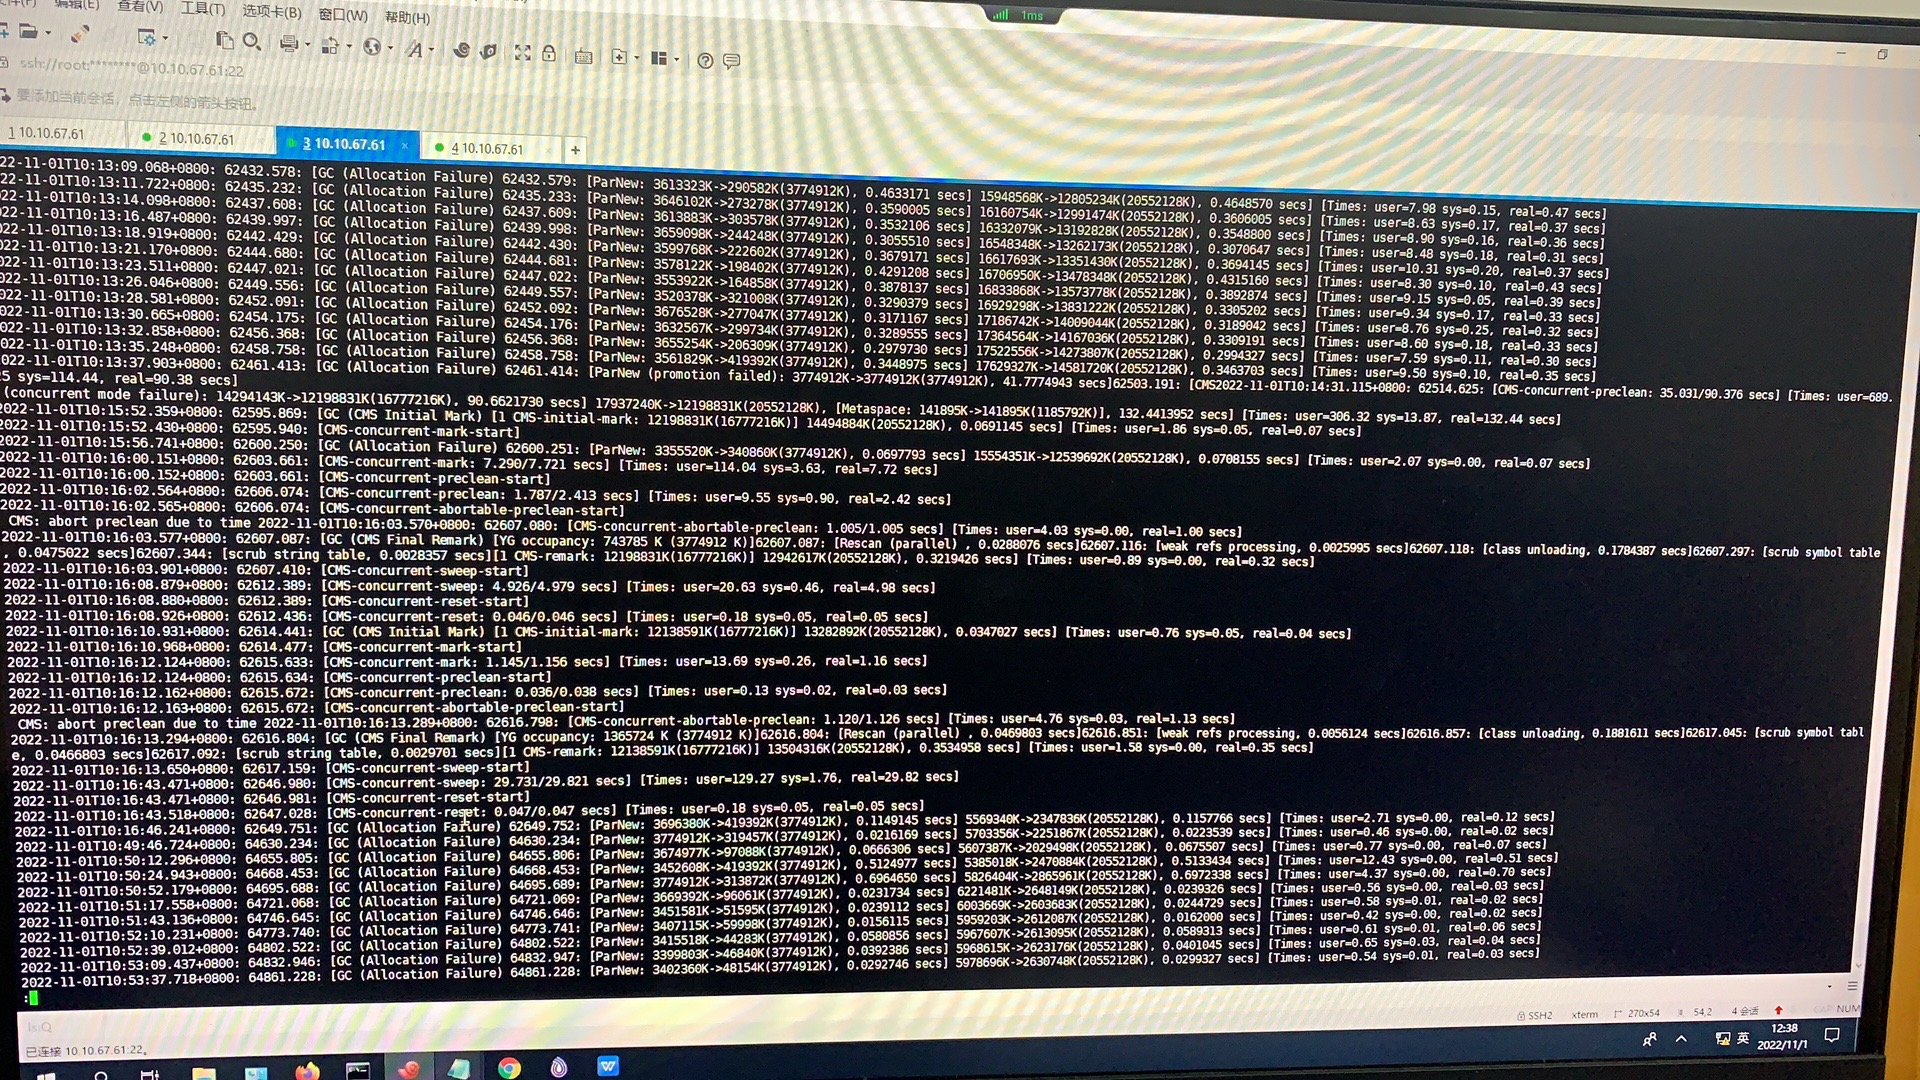 编辑(E) 查看(V) 工具(T) 选项卡(B) 窗口(W) 帮助(H)
1ms
ssh://root:********@10.10.67.61:22
要添加当前会话，点击左侧的箭头按钮。
1 10.10.67.61
2 10.10.67.61
3 10.10.67.61 ×
4 10.10.67.61
+
22-11-01T10:13:09.068+0800: 62432.578: [GC (Allocation Failure) 62432.579: [ParNew: 3613323K->290582K(3774912K), 0.4633171 secs] 15948568K->12805234K(20552128K), 0.4648570 secs] [Times: user=7.98 sys=0.15, real=0.47 secs]
22-11-01T10:13:11.722+0800: 62435.232: [GC (Allocation Failure) 62435.233: [ParNew: 3646102K->273278K(3774912K), 0.3590005 secs] 16160754K->12991474K(20552128K), 0.3606005 secs] [Times: user=8.63 sys=0.17, real=0.37 secs]
022-11-01T10:13:14.098+0800: 62437.608: [GC (Allocation Failure) 62437.609: [ParNew: 3613883K->303578K(3774912K), 0.3532106 secs] 16332079K->13192828K(20552128K), 0.3548800 secs] [Times: user=8.90 sys=0.16, real=0.36 secs]
022-11-01T10:13:16.487+0800: 62439.997: [GC (Allocation Failure) 62439.998: [ParNew: 3659098K->244248K(3774912K), 0.3055510 secs] 16548348K->13262173K(20552128K), 0.3070647 secs] [Times: user=8.48 sys=0.18, real=0.31 secs]
022-11-01T10:13:18.919+0800: 62442.429: [GC (Allocation Failure) 62442.430: [ParNew: 3599768K->222602K(3774912K), 0.3679171 secs] 16617693K->13351430K(20552128K), 0.3694145 secs] [Times: user=10.31 sys=0.20, real=0.37 secs]
022-11-01T10:13:21.170+0800: 62444.680: [GC (Allocation Failure) 62444.681: [ParNew: 3578122K->198402K(3774912K), 0.4291208 secs] 16706950K->13478348K(20552128K), 0.4315160 secs] [Times: user=8.30 sys=0.10, real=0.43 secs]
022-11-01T10:13:23.511+0800: 62447.021: [GC (Allocation Failure) 62447.022: [ParNew: 3553922K->164858K(3774912K), 0.3878137 secs] 16833868K->13573778K(20552128K), 0.3892874 secs] [Times: user=9.15 sys=0.05, real=0.39 secs]
022-11-01T10:13:26.046+0800: 62449.556: [GC (Allocation Failure) 62449.557: [ParNew: 3520378K->321008K(3774912K), 0.3290379 secs] 16929298K->13831222K(20552128K), 0.3305202 secs] [Times: user=9.34 sys=0.17, real=0.33 secs]
022-11-01T10:13:28.581+0800: 62452.091: [GC (Allocation Failure) 62452.092: [ParNew: 3676528K->277047K(3774912K), 0.3171167 secs] 17186742K->14009044K(20552128K), 0.3189042 secs] [Times: user=8.76 sys=0.25, real=0.32 secs]
022-11-01T10:13:30.665+0800: 62454.175: [GC (Allocation Failure) 62454.176: [ParNew: 3632567K->299734K(3774912K), 0.3289555 secs] 17364564K->14167036K(20552128K), 0.3309191 secs] [Times: user=8.60 sys=0.18, real=0.33 secs]
022-11-01T10:13:32.858+0800: 62456.368: [GC (Allocation Failure) 62456.368: [ParNew: 3655254K->206309K(3774912K), 0.2979730 secs] 17522556K->14273807K(20552128K), 0.2994327 secs] [Times: user=7.59 sys=0.11, real=0.30 secs]
022-11-01T10:13:35.248+0800: 62458.758: [GC (Allocation Failure) 62458.758: [ParNew: 3561829K->419392K(3774912K), 0.3448975 secs] 17629327K->14581720K(20552128K), 0.3463703 secs] [Times: user=9.50 sys=0.10, real=0.35 secs]
022-11-01T10:13:37.903+0800: 62461.413: [GC (Allocation Failure) 62461.414: [ParNew (promotion failed): 3774912K->3774912K(3774912K), 41.7774943 secs]62503.191: [CMS2022-11-01T10:14:31.115+0800: 62514.625: [CMS-concurrent-preclean: 35.031/90.376 secs] [Times: user=689.
5 sys=114.44, real=90.38 secs]
(concurrent mode failure): 14294143K->12198831K(16777216K), 90.6621730 secs] 17937240K->12198831K(20552128K), [Metaspace: 141895K->141895K(1185792K)], 132.4413952 secs] [Times: user=306.32 sys=13.87, real=132.44 secs]
2022-11-01T10:15:52.359+0800: 62595.869: [GC (CMS Initial Mark) [1 CMS-initial-mark: 12198831K(16777216K)] 14494884K(20552128K), 0.0691145 secs] [Times: user=1.86 sys=0.05, real=0.07 secs]
2022-11-01T10:15:52.430+0800: 62595.940: [CMS-concurrent-mark-start]
2022-11-01T10:15:56.741+0800: 62600.250: [GC (Allocation Failure) 62600.251: [ParNew: 3355520K->340860K(3774912K), 0.0697793 secs] 15554351K->12539692K(20552128K), 0.0708155 secs] [Times: user=2.07 sys=0.00, real=0.07 secs]
2022-11-01T10:16:00.151+0800: 62603.661: [CMS-concurrent-mark: 7.290/7.721 secs] [Times: user=114.04 sys=3.63, real=7.72 secs]
2022-11-01T10:16:00.152+0800: 62603.661: [CMS-concurrent-preclean-start]
2022-11-01T10:16:02.564+0800: 62606.074: [CMS-concurrent-preclean: 1.787/2.413 secs] [Times: user=9.55 sys=0.90, real=2.42 secs]
2022-11-01T10:16:02.565+0800: 62606.074: [CMS-concurrent-abortable-preclean-start]
CMS: abort preclean due to time 2022-11-01T10:16:03.570+0800: 62607.080: [CMS-concurrent-abortable-preclean: 1.005/1.005 secs] [Times: user=4.03 sys=0.00, real=1.00 secs]
2022-11-01T10:16:03.577+0800: 62607.087: [GC (CMS Final Remark) [YG occupancy: 743785 K (3774912 K)]62607.087: [Rescan (parallel) , 0.0288076 secs]62607.116: [weak refs processing, 0.0025995 secs]62607.118: [class unloading, 0.1784387 secs]62607.297: [scrub symbol table
, 0.0475022 secs]62607.344: [scrub string table, 0.0028357 secs][1 CMS-remark: 12198831K(16777216K)] 12942617K(20552128K), 0.3219426 secs] [Times: user=0.89 sys=0.00, real=0.32 secs]
2022-11-01T10:16:03.901+0800: 62607.410: [CMS-concurrent-sweep-start]
2022-11-01T10:16:08.879+0800: 62612.389: [CMS-concurrent-sweep: 4.926/4.979 secs] [Times: user=20.63 sys=0.46, real=4.98 secs]
2022-11-01T10:16:08.880+0800: 62612.389: [CMS-concurrent-reset-start]
2022-11-01T10:16:08.926+0800: 62612.436: [CMS-concurrent-reset: 0.046/0.046 secs] [Times: user=0.18 sys=0.05, real=0.05 secs]
2022-11-01T10:16:10.931+0800: 62614.441: [GC (CMS Initial Mark) [1 CMS-initial-mark: 12138591K(16777216K)] 13282892K(20552128K), 0.0347027 secs] [Times: user=0.76 sys=0.05, real=0.04 secs]
2022-11-01T10:16:10.968+0800: 62614.477: [CMS-concurrent-mark-start]
2022-11-01T10:16:12.124+0800: 62615.633: [CMS-concurrent-mark: 1.145/1.156 secs] [Times: user=13.69 sys=0.26, real=1.16 secs]
2022-11-01T10:16:12.124+0800: 62615.634: [CMS-concurrent-preclean-start]
2022-11-01T10:16:12.162+0800: 62615.672: [CMS-concurrent-preclean: 0.036/0.038 secs] [Times: user=0.13 sys=0.02, real=0.03 secs]
2022-11-01T10:16:12.163+0800: 62615.672: [CMS-concurrent-abortable-preclean-start]
CMS: abort preclean due to time 2022-11-01T10:16:13.289+0800: 62616.798: [CMS-concurrent-abortable-preclean: 1.120/1.126 secs] [Times: user=4.76 sys=0.03, real=1.13 secs]
2022-11-01T10:16:13.294+0800: 62616.804: [GC (CMS Final Remark) [YG occupancy: 1365724 K (3774912 K)]62616.804: [Rescan (parallel) , 0.0469803 secs]62616.851: [weak refs processing, 0.0056124 secs]62616.857: [class unloading, 0.1881611 secs]62617.045: [scrub symbol tabl
e, 0.0466803 secs]62617.092: [scrub string table, 0.0029701 secs][1 CMS-remark: 12138591K(16777216K)] 13504316K(20552128K), 0.3534958 secs] [Times: user=1.58 sys=0.00, real=0.35 secs]
2022-11-01T10:16:13.650+0800: 62617.159: [CMS-concurrent-sweep-start]
2022-11-01T10:16:43.471+0800: 62646.980: [CMS-concurrent-sweep: 29.731/29.821 secs] [Times: user=129.27 sys=1.76, real=29.82 secs]
2022-11-01T10:16:43.471+0800: 62646.981: [CMS-concurrent-reset-start]
2022-11-01T10:16:43.518+0800: 62647.028: [CMS-concurrent-reset: 0.047/0.047 secs] [Times: user=0.18 sys=0.05, real=0.05 secs]
2022-11-01T10:16:46.241+0800: 62649.751: [GC (Allocation Failure) 62649.752: [ParNew: 3696380K->419392K(3774912K), 0.1149145 secs] 5569340K->2347836K(20552128K), 0.1157766 secs] [Times: user=2.71 sys=0.00, real=0.12 secs]
2022-11-01T10:49:46.724+0800: 64630.234: [GC (Allocation Failure) 64630.234: [ParNew: 3774912K->319457K(3774912K), 0.0216169 secs] 5703356K->2251867K(20552128K), 0.0223539 secs] [Times: user=0.46 sys=0.00, real=0.02 secs]
2022-11-01T10:50:12.296+0800: 64655.805: [GC (Allocation Failure) 64655.806: [ParNew: 3674977K->97088K(3774912K), 0.0666306 secs] 5607387K->2029498K(20552128K), 0.0675507 secs] [Times: user=0.77 sys=0.00, real=0.07 secs]
2022-11-01T10:50:24.943+0800: 64668.453: [GC (Allocation Failure) 64668.453: [ParNew: 3452608K->419392K(3774912K), 0.5124977 secs] 5385018K->2470884K(20552128K), 0.5133434 secs] [Times: user=12.43 sys=0.00, real=0.51 secs]
2022-11-01T10:50:52.179+0800: 64695.688: [GC (Allocation Failure) 64695.689: [ParNew: 3774912K->313872K(3774912K), 0.6964650 secs] 5826404K->2865961K(20552128K), 0.6972338 secs] [Times: user=4.37 sys=0.00, real=0.70 secs]
2022-11-01T10:51:17.558+0800: 64721.068: [GC (Allocation Failure) 64721.069: [ParNew: 3669392K->96061K(3774912K), 0.0231734 secs] 6221481K->2648149K(20552128K), 0.0239326 secs] [Times: user=0.56 sys=0.00, real=0.03 secs]
2022-11-01T10:51:43.136+0800: 64746.645: [GC (Allocation Failure) 64746.646: [ParNew: 3451581K->51595K(3774912K), 0.0239112 secs] 6003669K->2603683K(20552128K), 0.0244729 secs] [Times: user=0.58 sys=0.01, real=0.02 secs]
2022-11-01T10:52:10.231+0800: 64773.740: [GC (Allocation Failure) 64773.741: [ParNew: 3407115K->59998K(3774912K), 0.0156115 secs] 5959203K->2612087K(20552128K), 0.0162000 secs] [Times: user=0.42 sys=0.00, real=0.02 secs]
2022-11-01T10:52:39.012+0800: 64802.522: [GC (Allocation Failure) 64802.522: [ParNew: 3415518K->44283K(3774912K), 0.0580856 secs] 5967607K->2613095K(20552128K), 0.0589313 secs] [Times: user=0.61 sys=0.01, real=0.06 secs]
2022-11-01T10:53:09.437+0800: 64832.946: [GC (Allocation Failure) 64832.947: [ParNew: 3399803K->46840K(3774912K), 0.0392386 secs] 5968615K->2623176K(20552128K), 0.0401045 secs] [Times: user=0.65 sys=0.03, real=0.04 secs]
2022-11-01T10:53:37.718+0800: 64861.228: [GC (Allocation Failure) 64861.228: [ParNew: 3402360K->48154K(3774912K), 0.0292746 secs] 5978696K->2630748K(20552128K), 0.0299327 secs] [Times: user=0.54 sys=0.01, real=0.03 secs]
:
ls:Q
已连接 10.10.67.61:22。
SSH2 xterm 270x54 54,2 4 会话 CAP NUM
英
12:38
2022/11/1